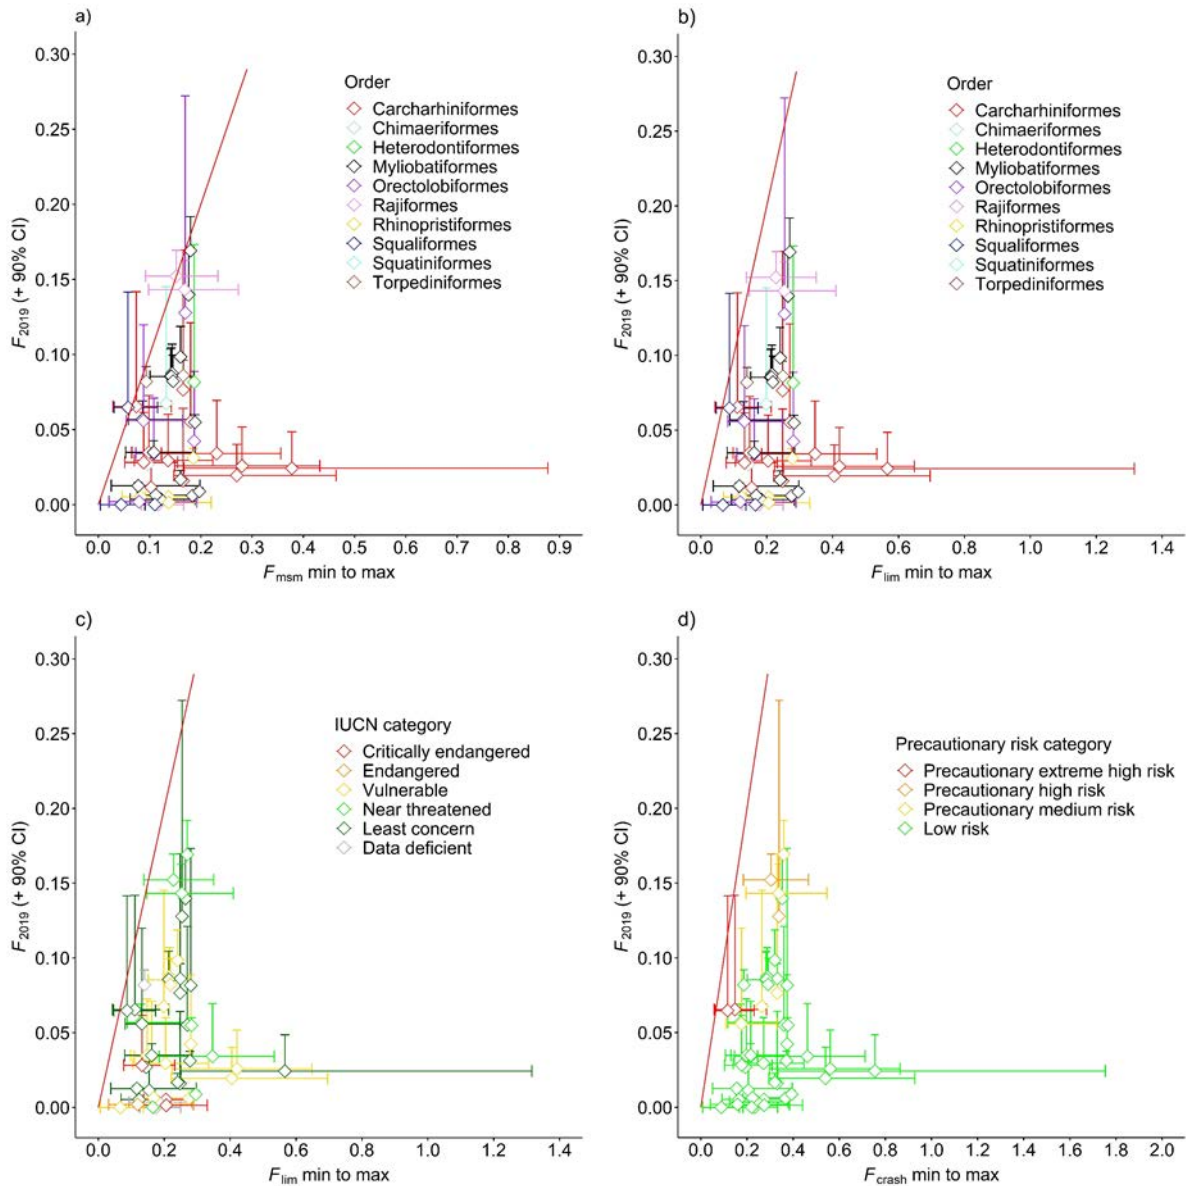 a)
F2019 (+ 90% CI)
0.30
0.25
0.20
0.15
0.10
0.05
0.00
Order
Carcharhiniformes
Chimaeriformes
Heterodontiformes
Myliobatiformes
Orectolobiformes
Rajiformes
Rhinopristiformes
Squaliformes
Squatiniformes
Torpediniformes
0.0 0.1 0.2 0.3 0.4 0.5 0.6 0.7 0.8 0.9
Fmsm min to max
b)
F2019 (+ 90% CI)
0.30
0.25
0.20
0.15
0.10
0.05
0.00
Order
Carcharhiniformes
Chimaeriformes
Heterodontiformes
Myliobatiformes
Orectolobiformes
Rajiformes
Rhinopristiformes
Squaliformes
Squatiniformes
Torpediniformes
0.0 0.2 0.4 0.6 0.8 1.0 1.2 1.4
Flim min to max
c)
F2019 (+ 90% CI)
0.30
0.25
0.20
0.15
0.10
0.05
0.00
IUCN category
Critically endangered
Endangered
Vulnerable
Near threatened
Least concern
Data deficient
0.0 0.2 0.4 0.6 0.8 1.0 1.2 1.4
Flim min to max
d)
F2019 (+ 90% CI)
0.30
0.25
0.20
0.15
0.10
0.05
0.00
Precautionary risk category
Precautionary extreme high risk
Precautionary high risk
Precautionary medium risk
Low risk
0.0 0.2 0.4 0.6 0.8 1.0 1.2 1.4 1.6 1.8 2.0
Fcrash min to max